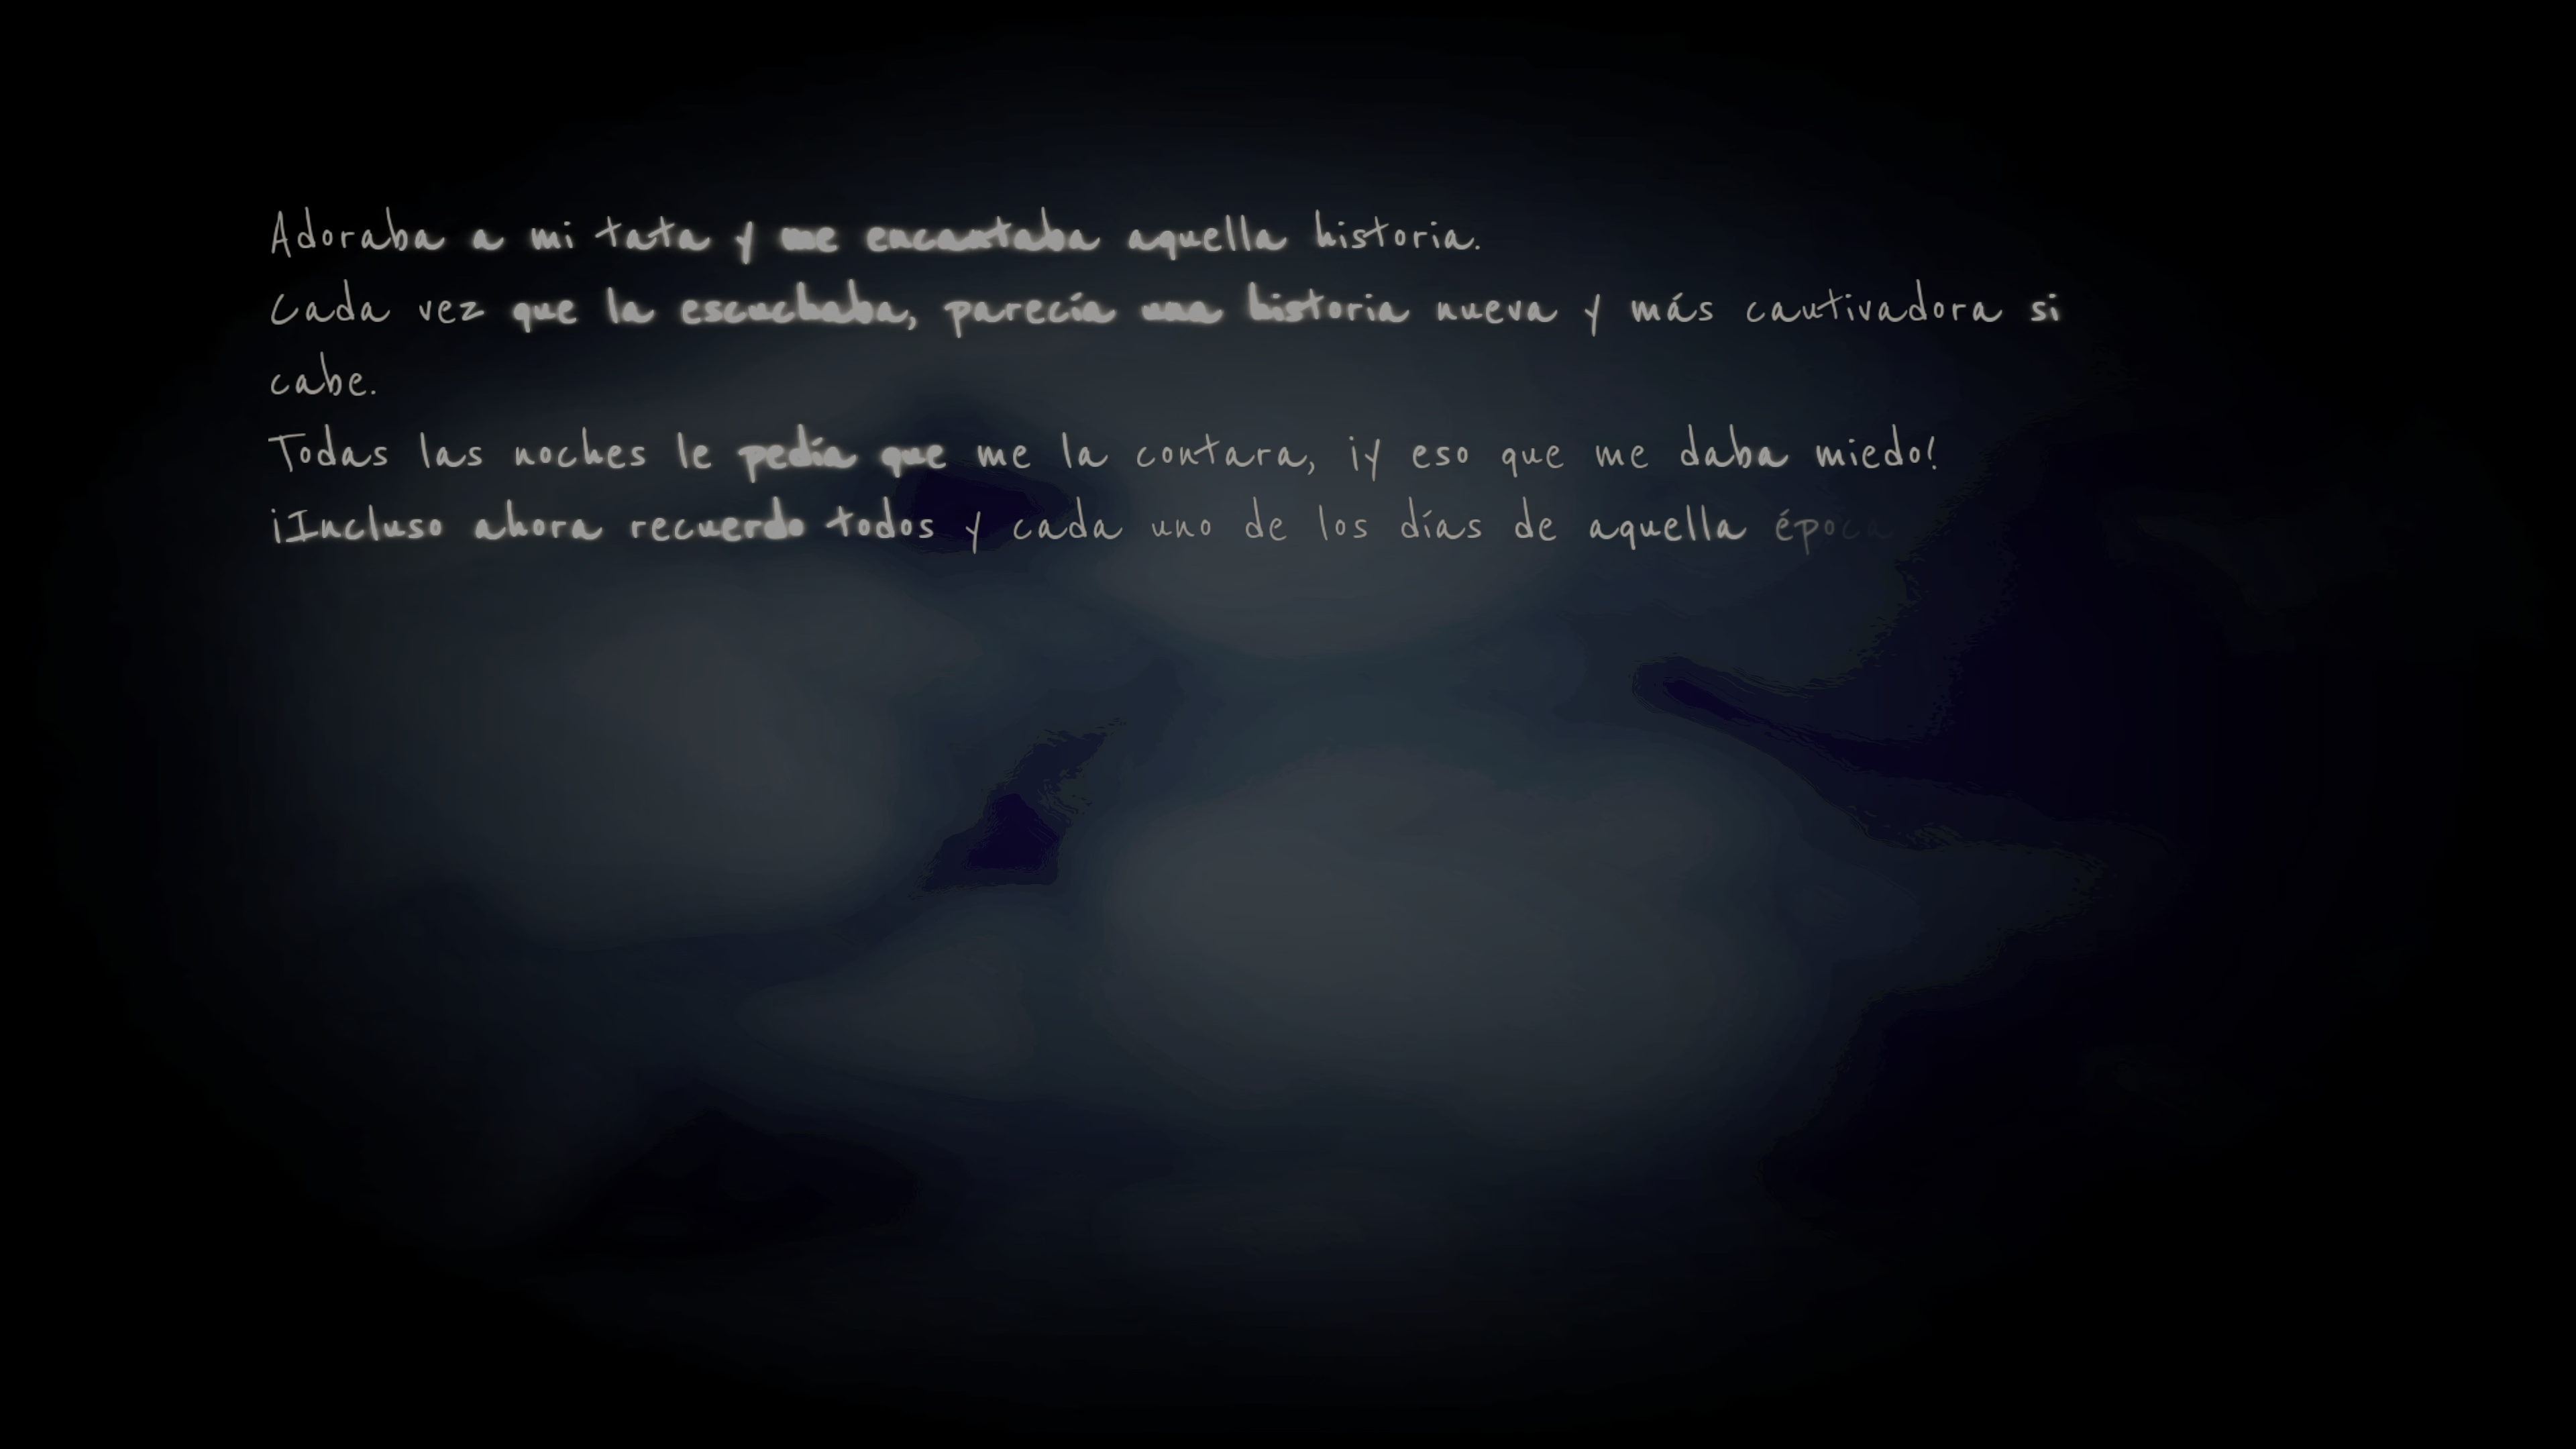 Adoraba a mi tata y me encantaba aquella historia.
Cada vez que la escuchaba, parecía una historia nueva y más cautivadora si
cabe.
Todas las noches le pedía que me la contara, ¡y eso que me daba miedo!
¡Incluso ahora recuerdo todos y cada uno de los días de aquella época